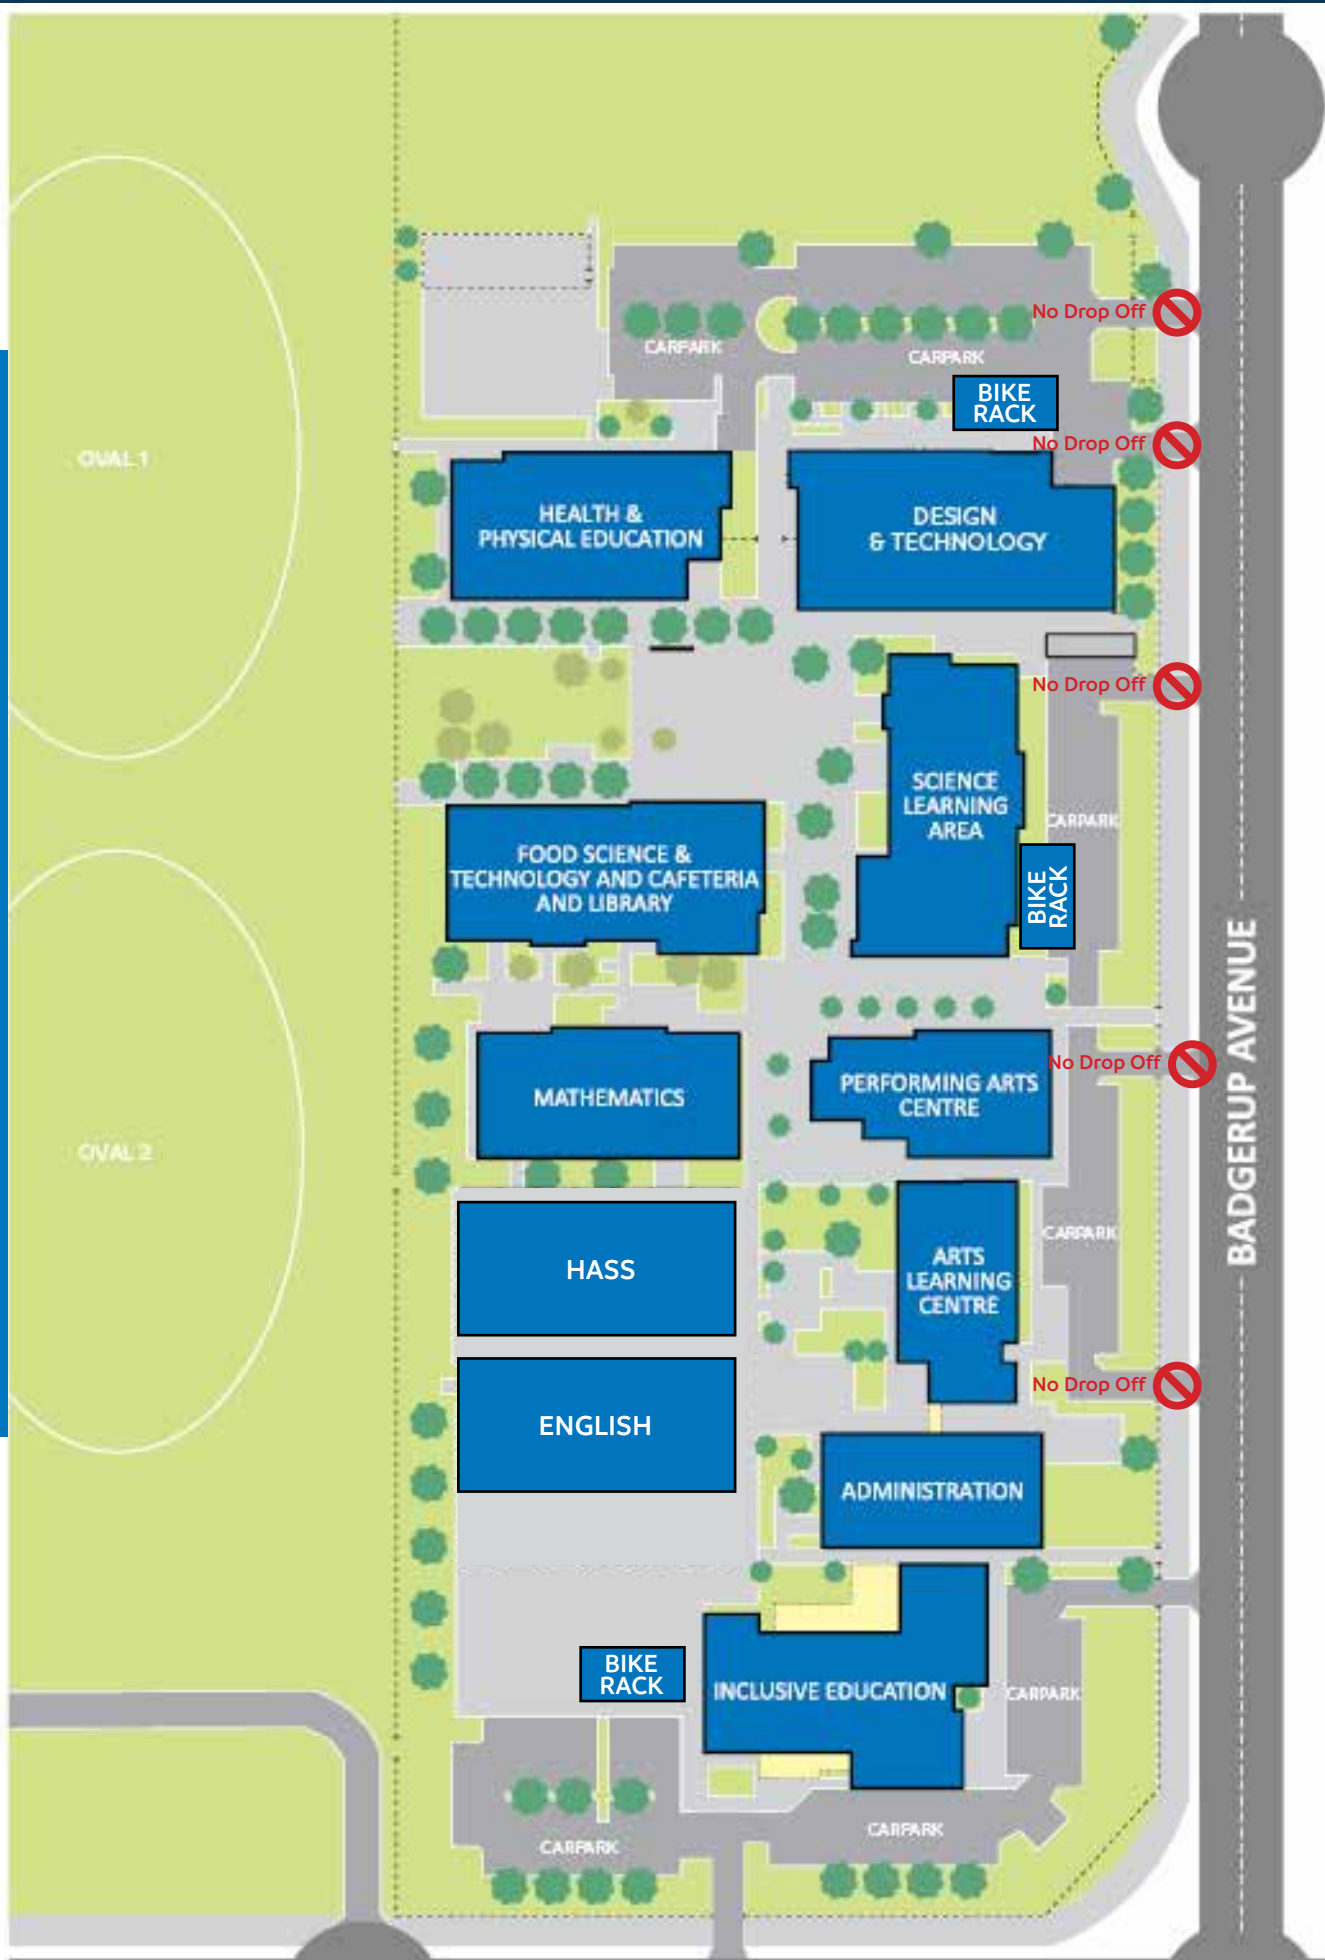 No Drop Off
CARPARK
CARPARK
BIKE
RACK
No Drop Off
OVAL 1
HEALTH &
PHYSICAL EDUCATION
DESIGN
& TECHNOLOGY
No Drop Off
SCIENCE
LEARNING
AREA
CARPARK
FOOD SCIENCE &
TECHNOLOGY AND CAFETERIA
AND LIBRARY
BIKE
RACK
BADGERUP AVENUE
No Drop Off
MATHEMATICS
PERFORMING ARTS
CENTRE
OVAL 2
CARPARK
HASS
ARTS
LEARNING
CENTRE
No Drop Off
ENGLISH
ADMINISTRATION
BIKE
RACK
INCLUSIVE EDUCATION
CARPARK
CARPARK
CARPARK